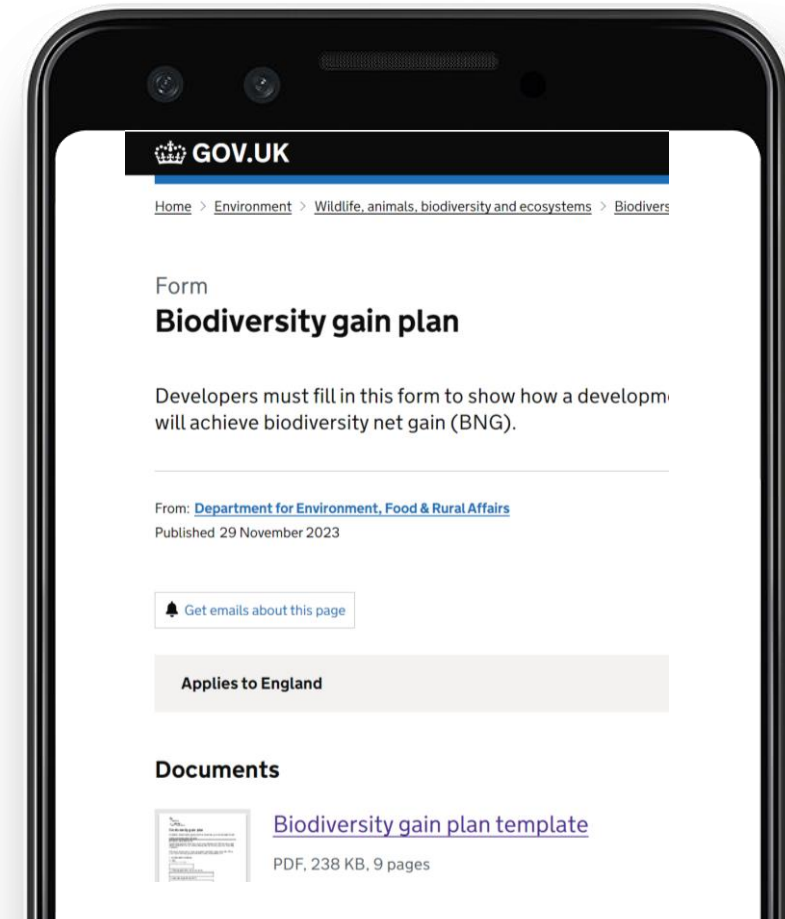 GOV.UK
Home > Environment > Wildlife, animals, biodiversity and ecosystems > Biodivers
Form
Biodiversity gain plan
Developers must fill in this form to show how a developm
will achieve biodiversity net gain (BNG).
From: Department for Environment, Food & Rural Affairs
Published 29 November 2023
Get emails about this page
Applies to England
Documents
Biodiversity gain plan template
PDF, 238 KB, 9 pages